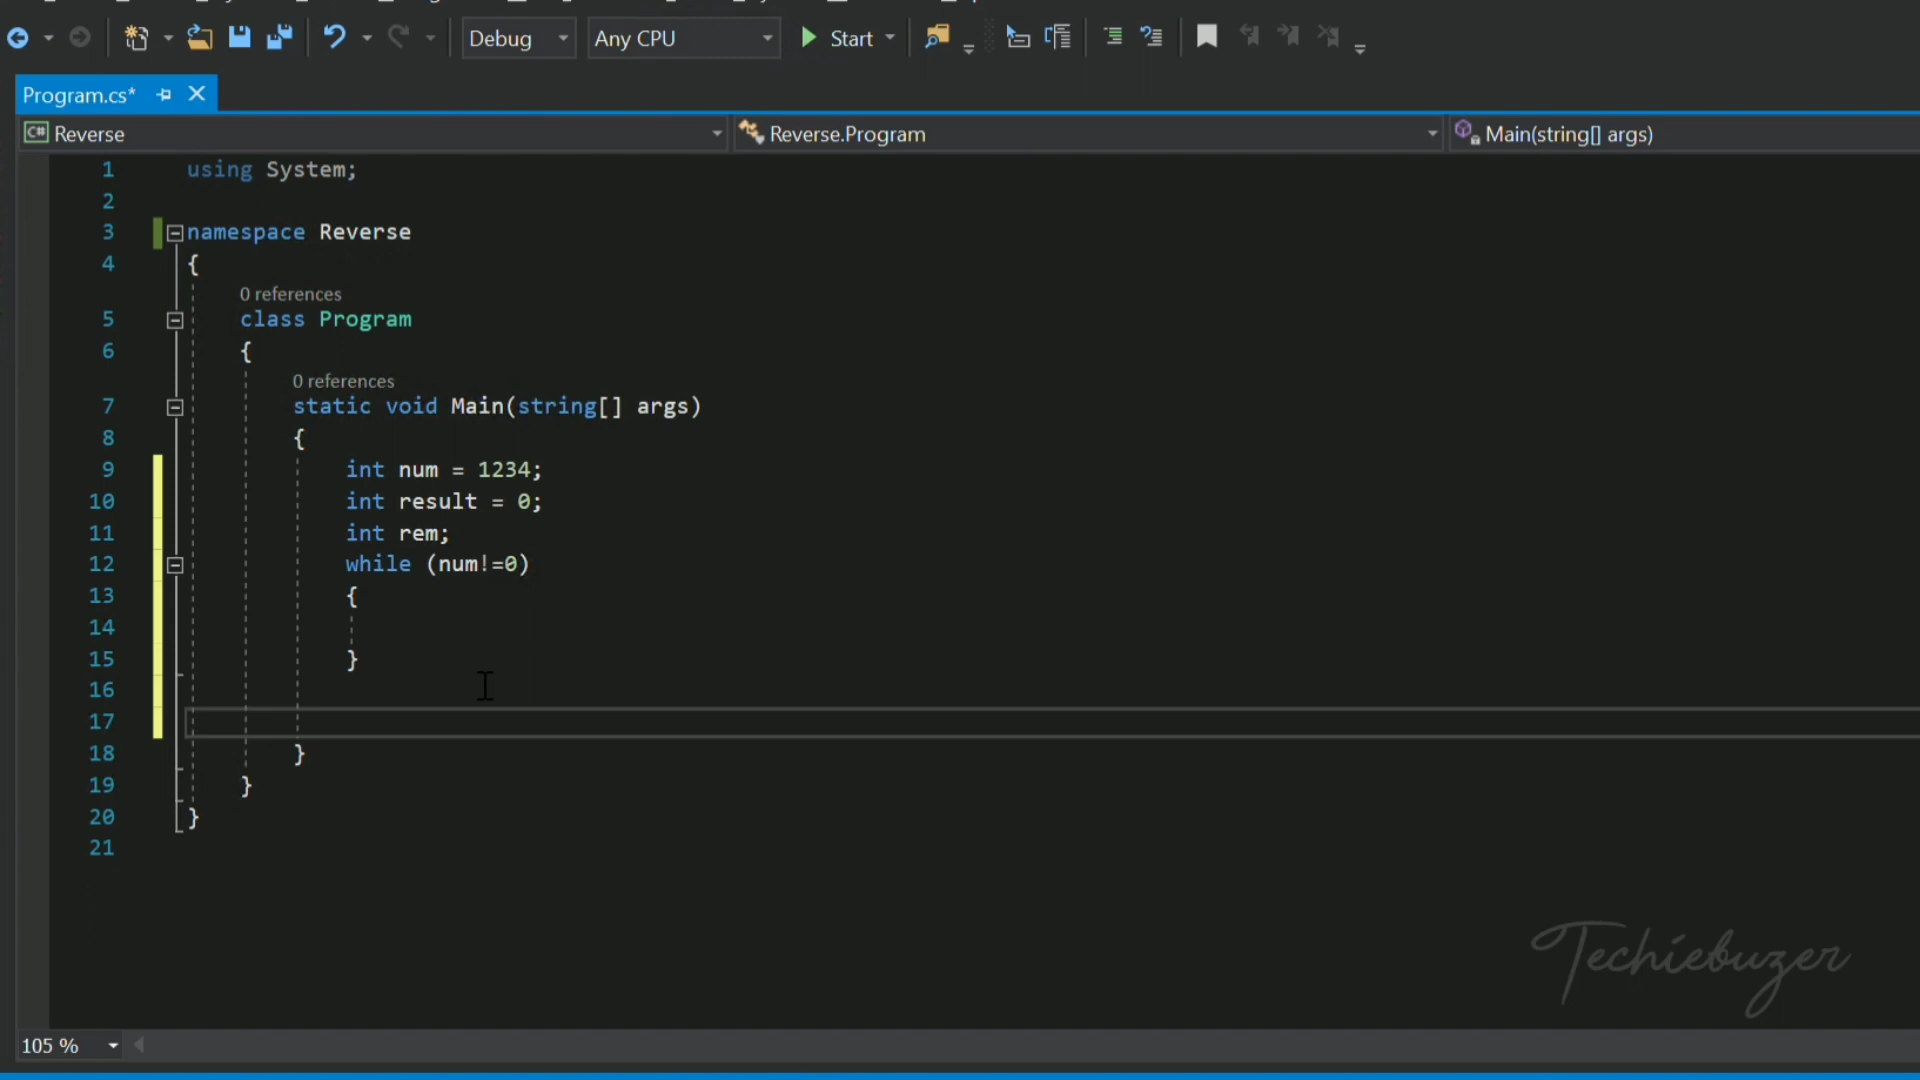 Debug Any CPU Start
Program.cs*
C# Reverse Reverse.Program Main(string[] args)
1 using System;
2
3 namespace Reverse
4 {
0 references
5 class Program
6 {
0 references
7 static void Main(string[] args)
8 {
9 int num = 1234;
10 int result = 0;
11 int rem;
12 while (num!=0)
13 {
14
15 }
16
17
18 }
19 }
20 }
21
Techiebuzer
105 %